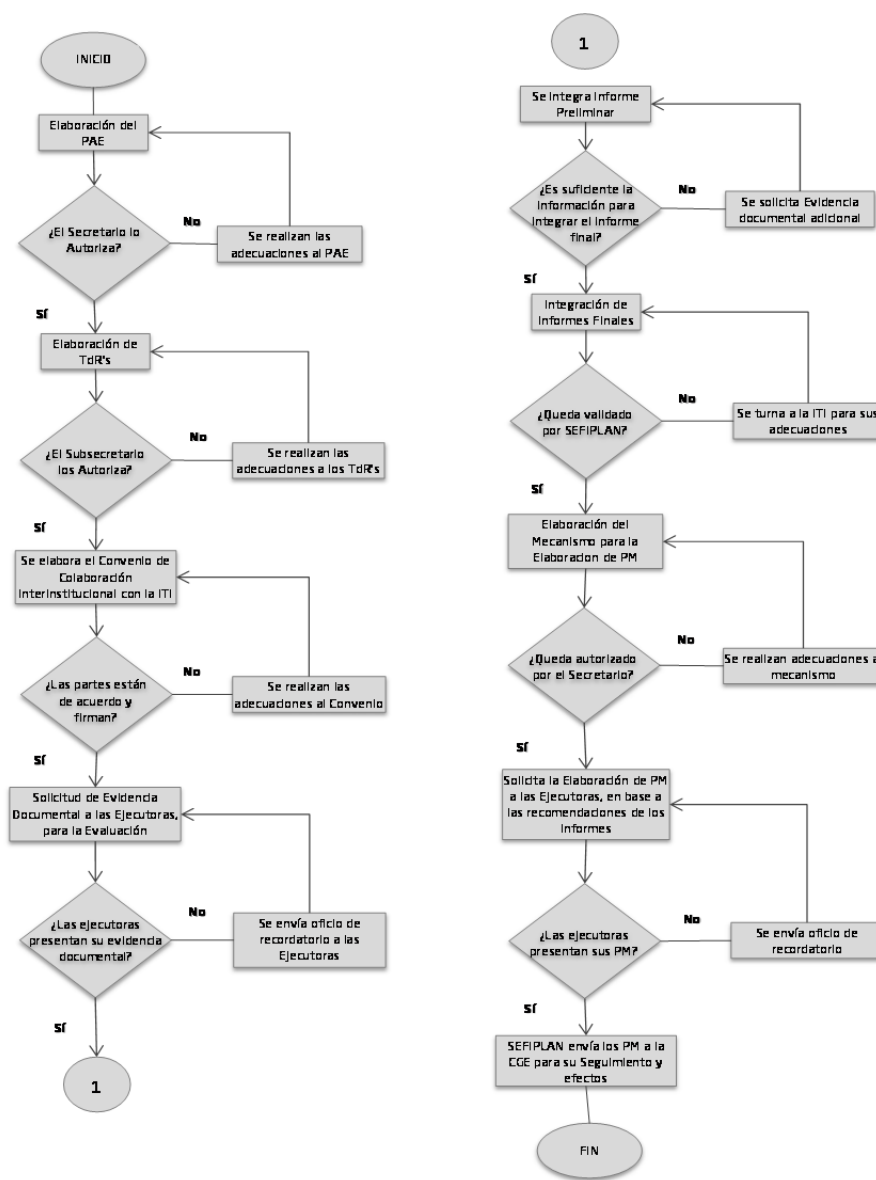 INICIO
Elaboración del
PAE
¿El Secretario lo
Autoriza?
No
Se realizan las
adecuaciones al PAE
Sí
Elaboración de
TdR's
¿El Subsecretario
los Autoriza?
No
Se realizan las
adecuaciones a los TdR's
Sí
Se elabora el Convenio de
Colaboración
Interinstitucional con la ITI
¿Las partes están
de acuerdo y
firman?
No
Se realizan las
adecuaciones al Convenio
Sí
Solicitud de Evidencia
Documental a las Ejecutoras,
para la Evaluación
¿Las ejecutoras
presentan su evidencia
documental?
No
Se envía oficio de
recordatorio a las
Ejecutoras
Sí
1
1
Se integra Informe
Preliminar
¿Es suficiente la
Información para
Integrar el Informe
final?
No
Se solicita Evidencia
documental adicional
Sí
Integración de
Informes Finales
¿Queda validado
por SEFIPLAN?
No
Se turna a la ITI para sus
adecuaciones
Sí
Elaboración del
Mecanismo para la
Elaboracion de PM
¿Queda autorizado
por el Secretario?
No
Se realizan adecuaciones a
mecanismo
Sí
Solicita la Elaboración de PM
a las Ejecutoras, en base a
las recomendaciones de los
Informes
¿Las ejecutoras
presentan sus PM?
No
Se envía oficio de
recordatorio
Sí
SEFIPLAN envía los PM a la
CGE para su Seguimiento y
efectos
FIN